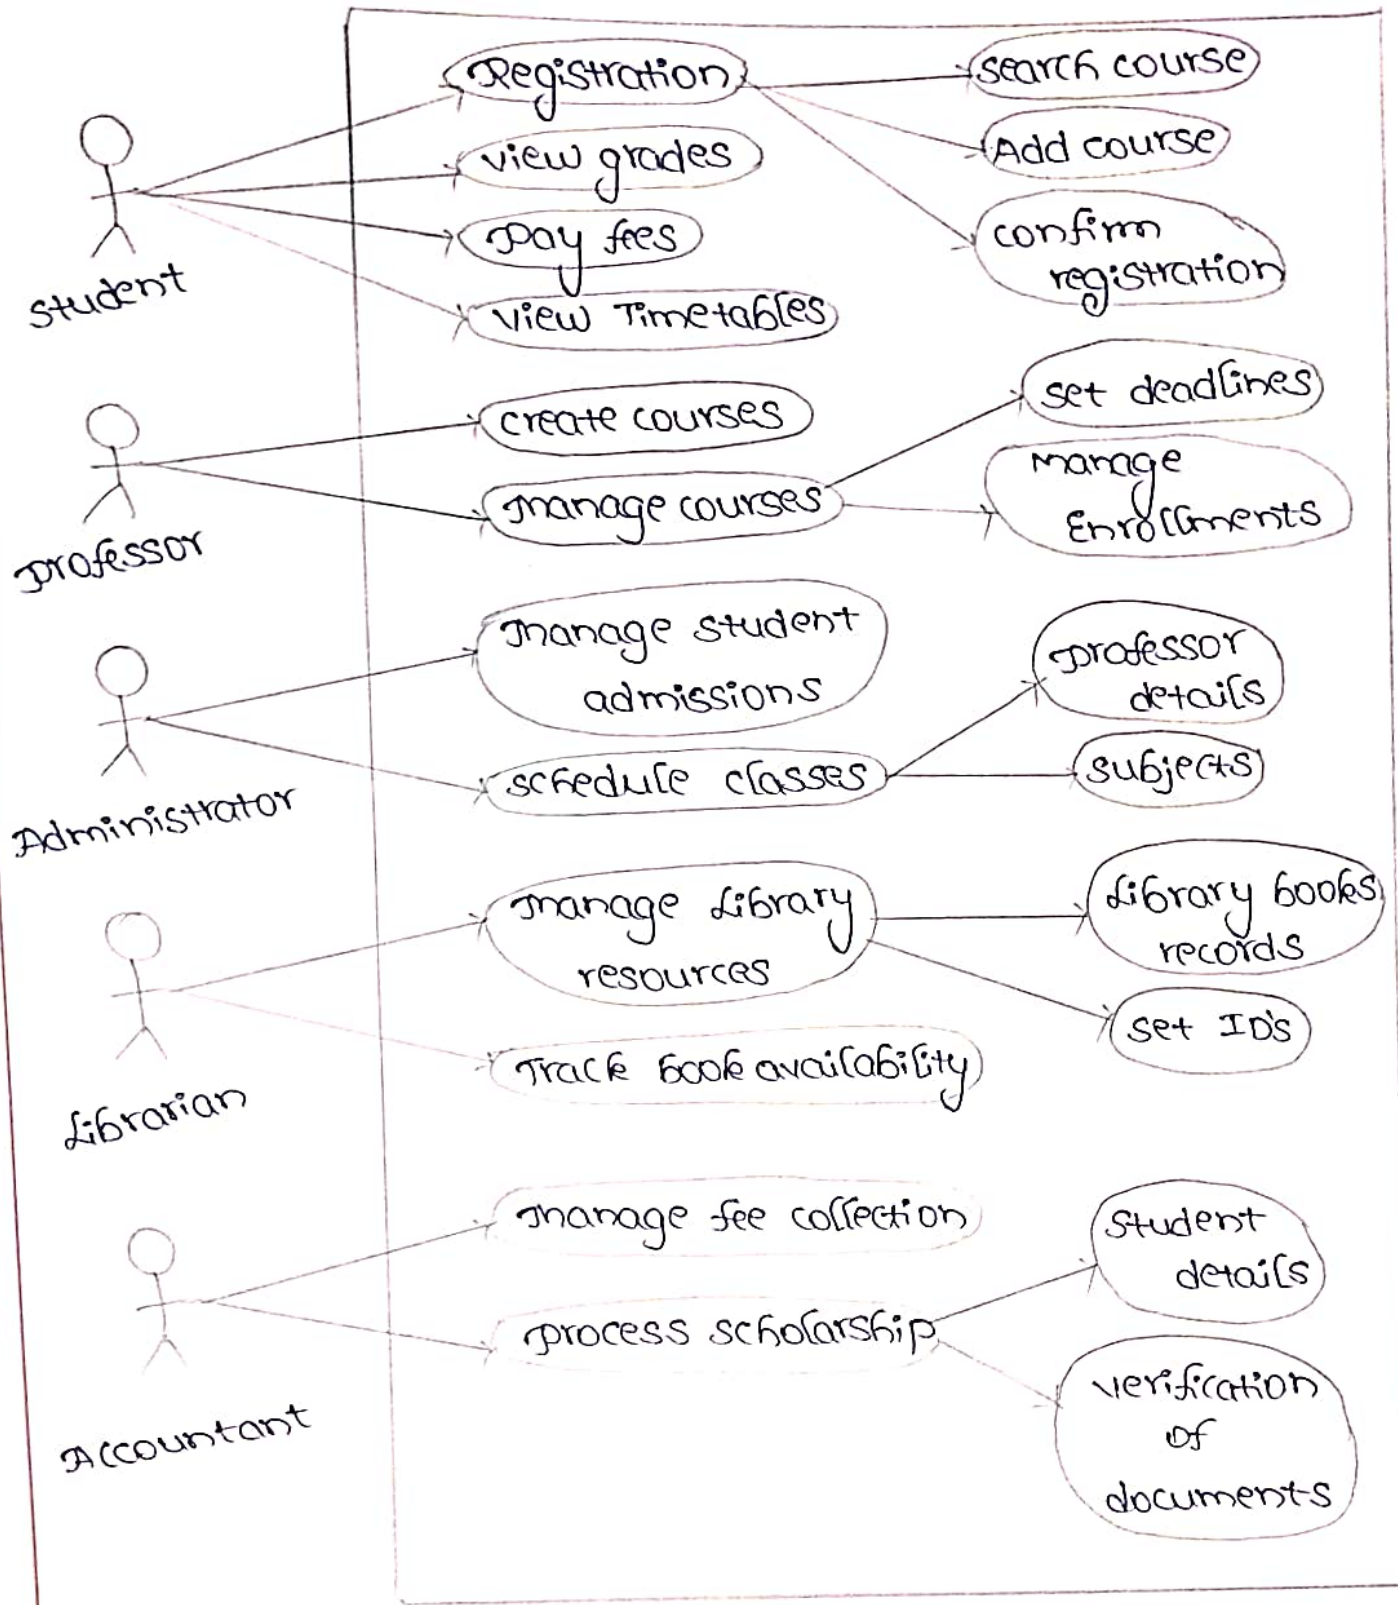 Registration
search course
view grades
Add course
Pay fees
confirm
registration
Student
view Timetables
create courses
set deadlines
manage courses
Manage
Enrollments
Professor
manage student
admissions
professor
details
schedule classes
subjects
Administrator
manage Library
resources
Library books
records
set ID's
Track book availability
Librarian
manage fee collection
Student
details
process scholarship
verification
of
documents
Accountant